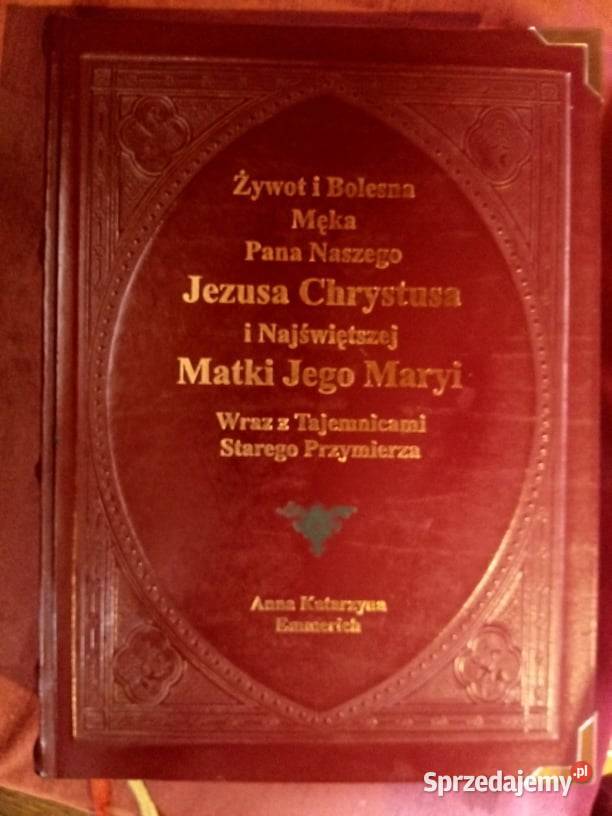 Żywot i Bolesna
Męka
Pana Naszego
Jezusa Chrystusa
i Najświętszej
Matki Jego Maryi
Wraz z Tajemnicami
Starego Przymierza
Anna Katarzyna
Emmerich
Sprzedajemy.pl